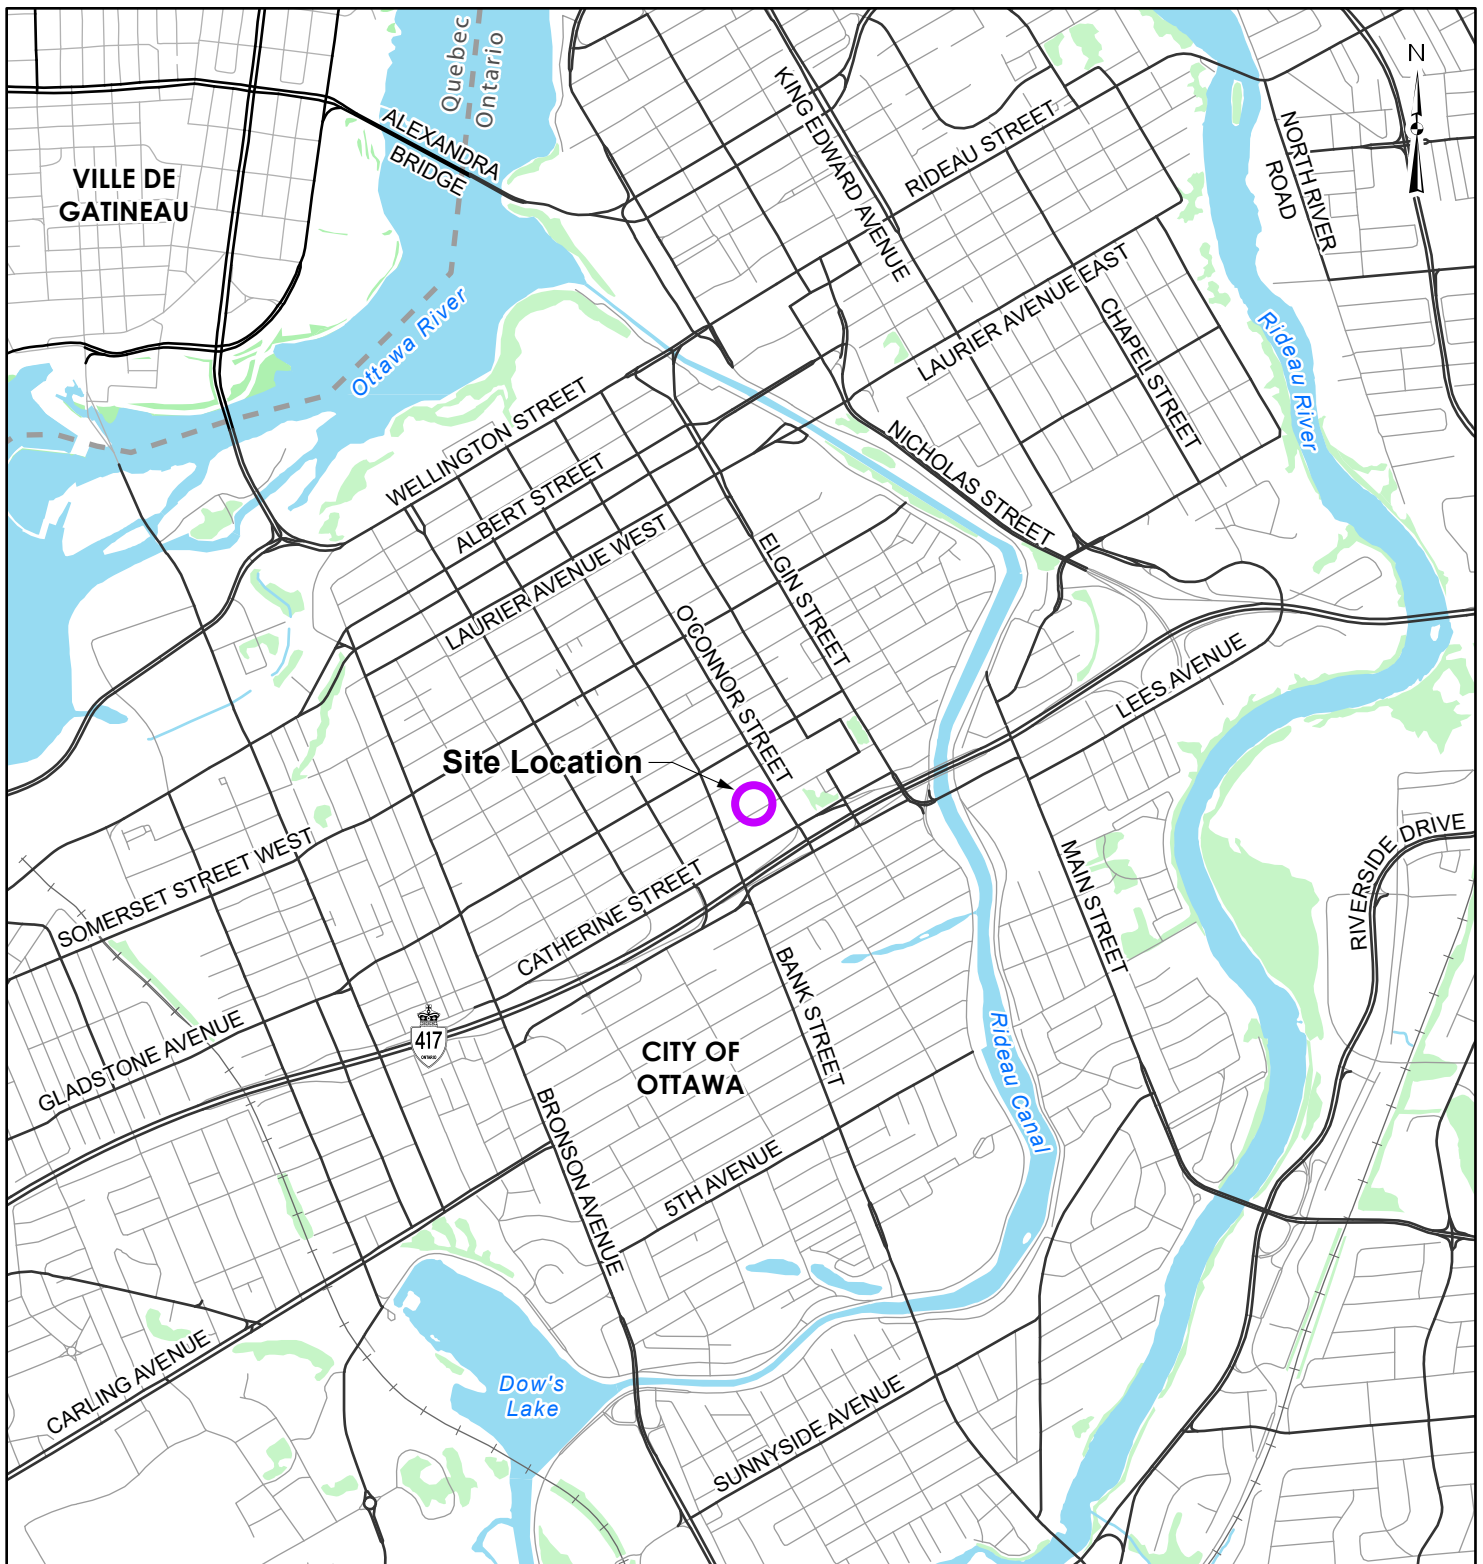 Quebec
Ontario
N
ALEXANDRA
BRIDGE
KING EDWARD AVENUE
RIDEAU STREET
NORTH RIVER
ROAD
VILLE DE
GATINEAU
Ottawa River
LAURIER AVENUE EAST
CHAPEL STREET
Rideau River
WELLINGTON STREET
ALBERT STREET
LAURIER AVENUE WEST
NICHOLAS STREET
ELGIN STREET
O'CONNOR STREET
LEES AVENUE
Site Location
SOMERSET STREET WEST
CATHERINE STREET
MAIN STREET
RIVERSIDE DRIVE
BANK STREET
GLADSTONE AVENUE
417
ONTARIO
CITY OF
OTTAWA
Rideau Canal
BRONSON AVENUE
5TH AVENUE
CARLING AVENUE
Dow's
Lake
SUNNYSIDE AVENUE